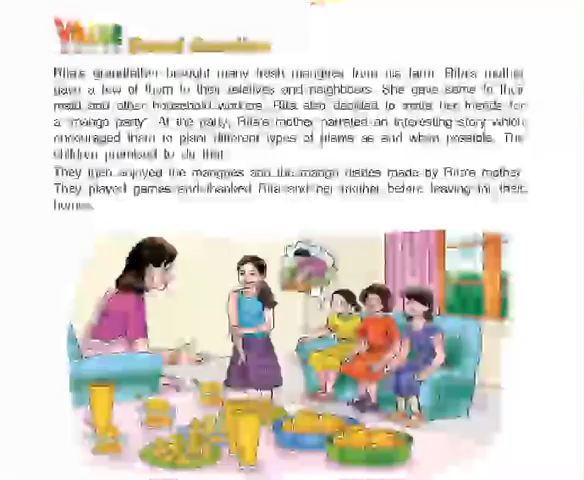 VALUE Based Question
Rita's grandfather brought many fresh mangoes from his farm. Rita's mother
gave a few of them to their relatives and neighbours. She gave some to their
maid and other household workers. Rita also decided to invite her friends for
a "mango party". At the party, Rita's mother narrated an interesting story which
encouraged them to plant different types of plants as and when possible. The
children promised to do that.
They then enjoyed the mangoes and the mango dishes made by Rita's mother.
They played games and thanked Rita and her mother before leaving for their
homes.